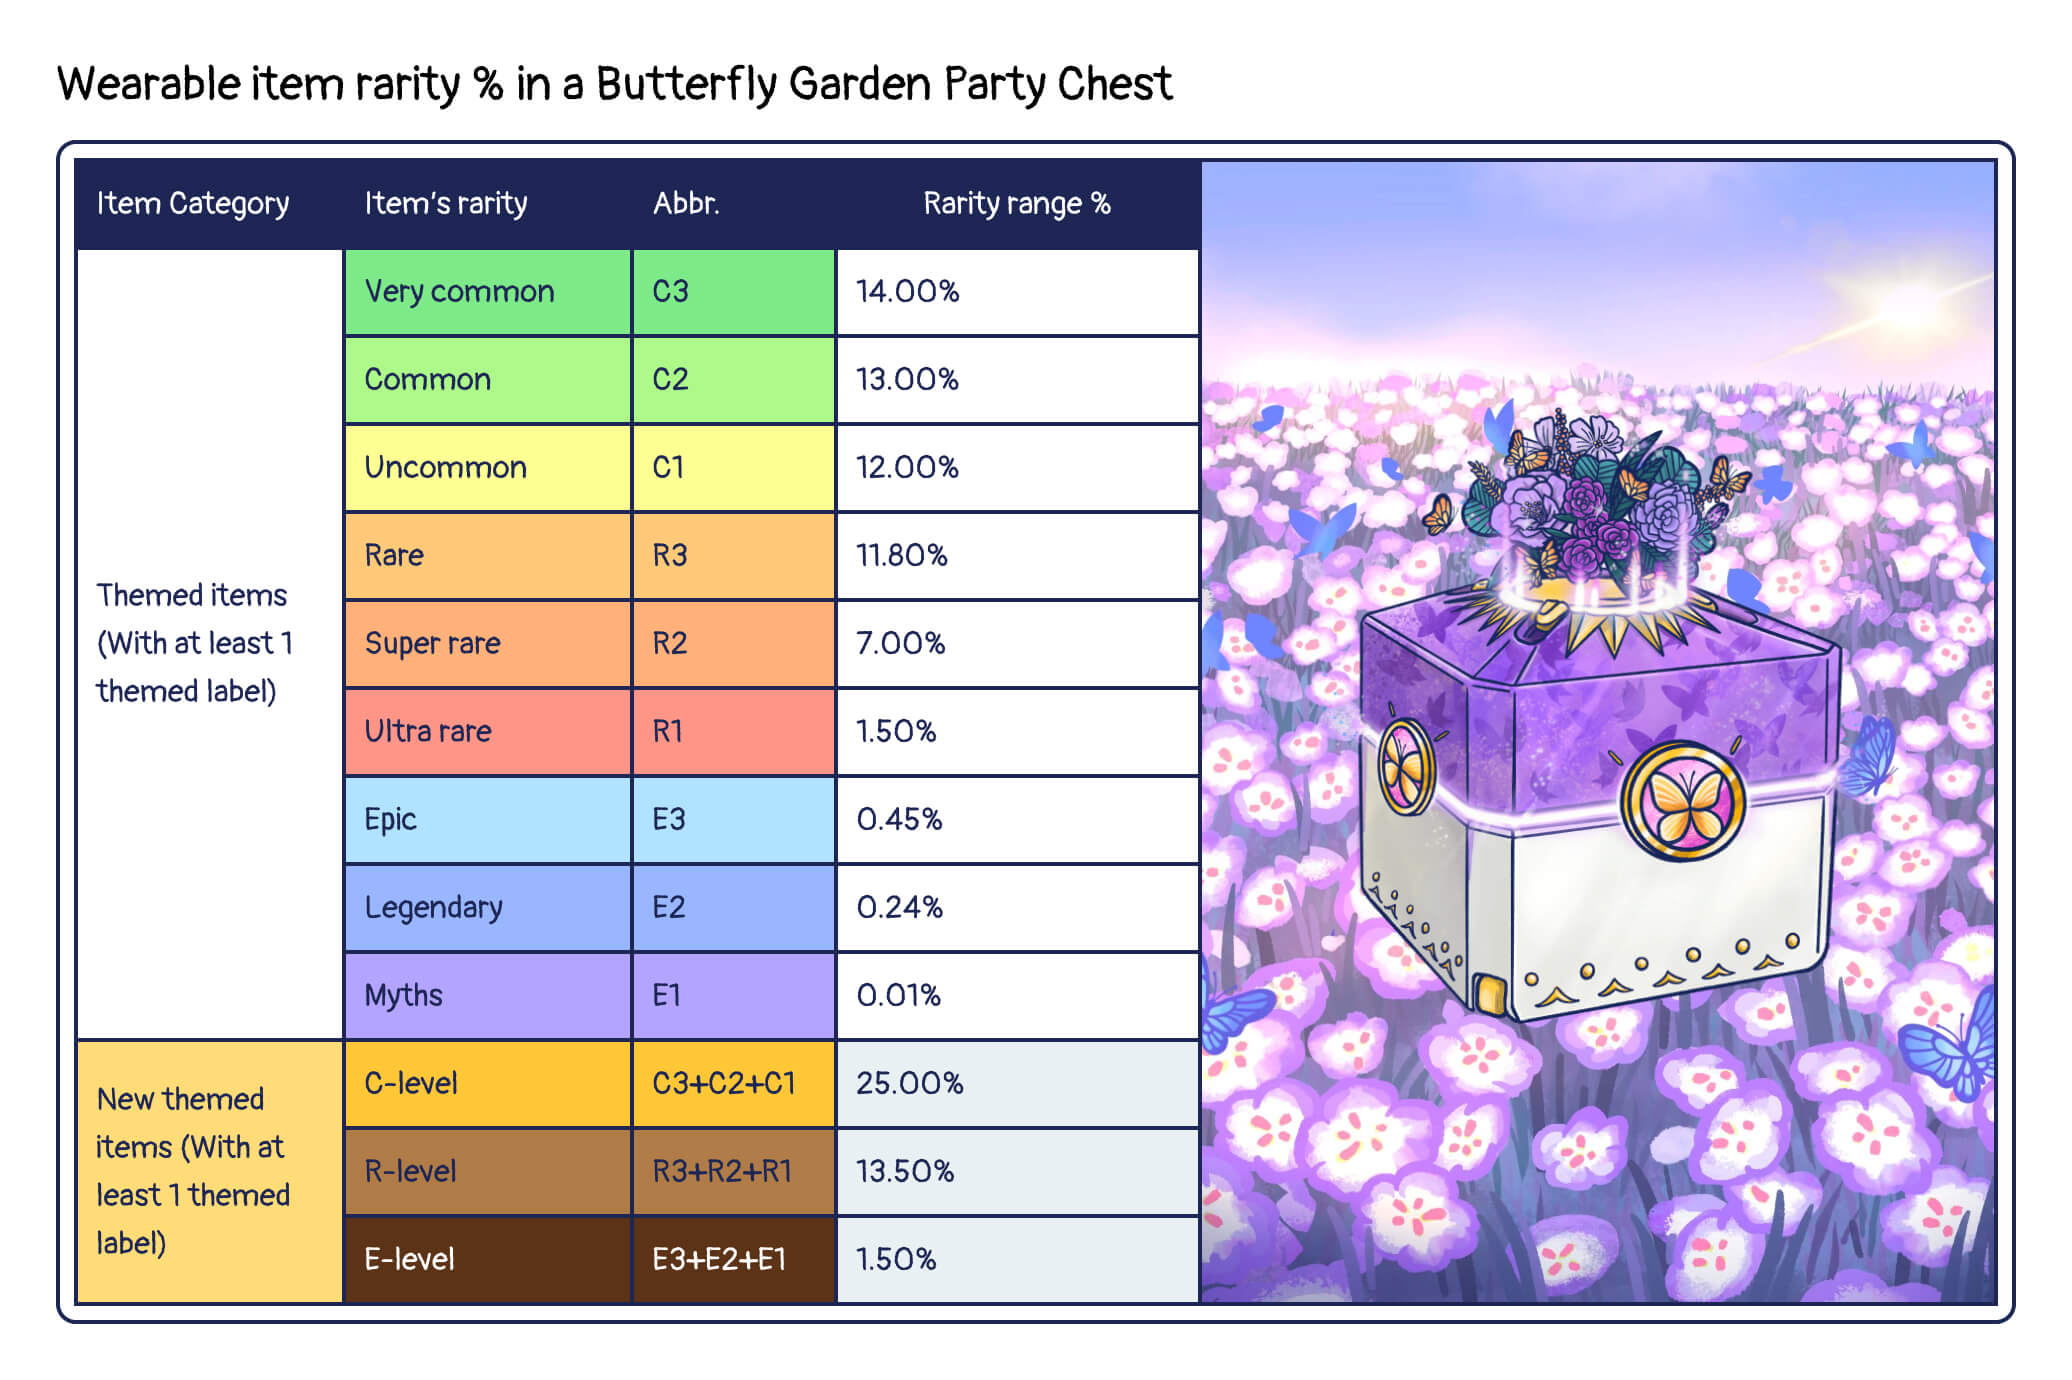 Wearable item rarity % in a Butterfly Garden Party Chest
Item Category Item's rarity Abbr. Rarity range %
Themed items
(With at least 1
themed label)
Very common C3 14.00%
Common C2 13.00%
Uncommon C1 12.00%
Rare R3 11.80%
Super rare R2 7.00%
Ultra rare R1 1.50%
Epic E3 0.45%
Legendary E2 0.24%
Myths E1 0.01%
New themed
items (With at
least 1 themed
label)
C-level C3+C2+C1 25.00%
R-level R3+R2+R1 13.50%
E-level E3+E2+E1 1.50%